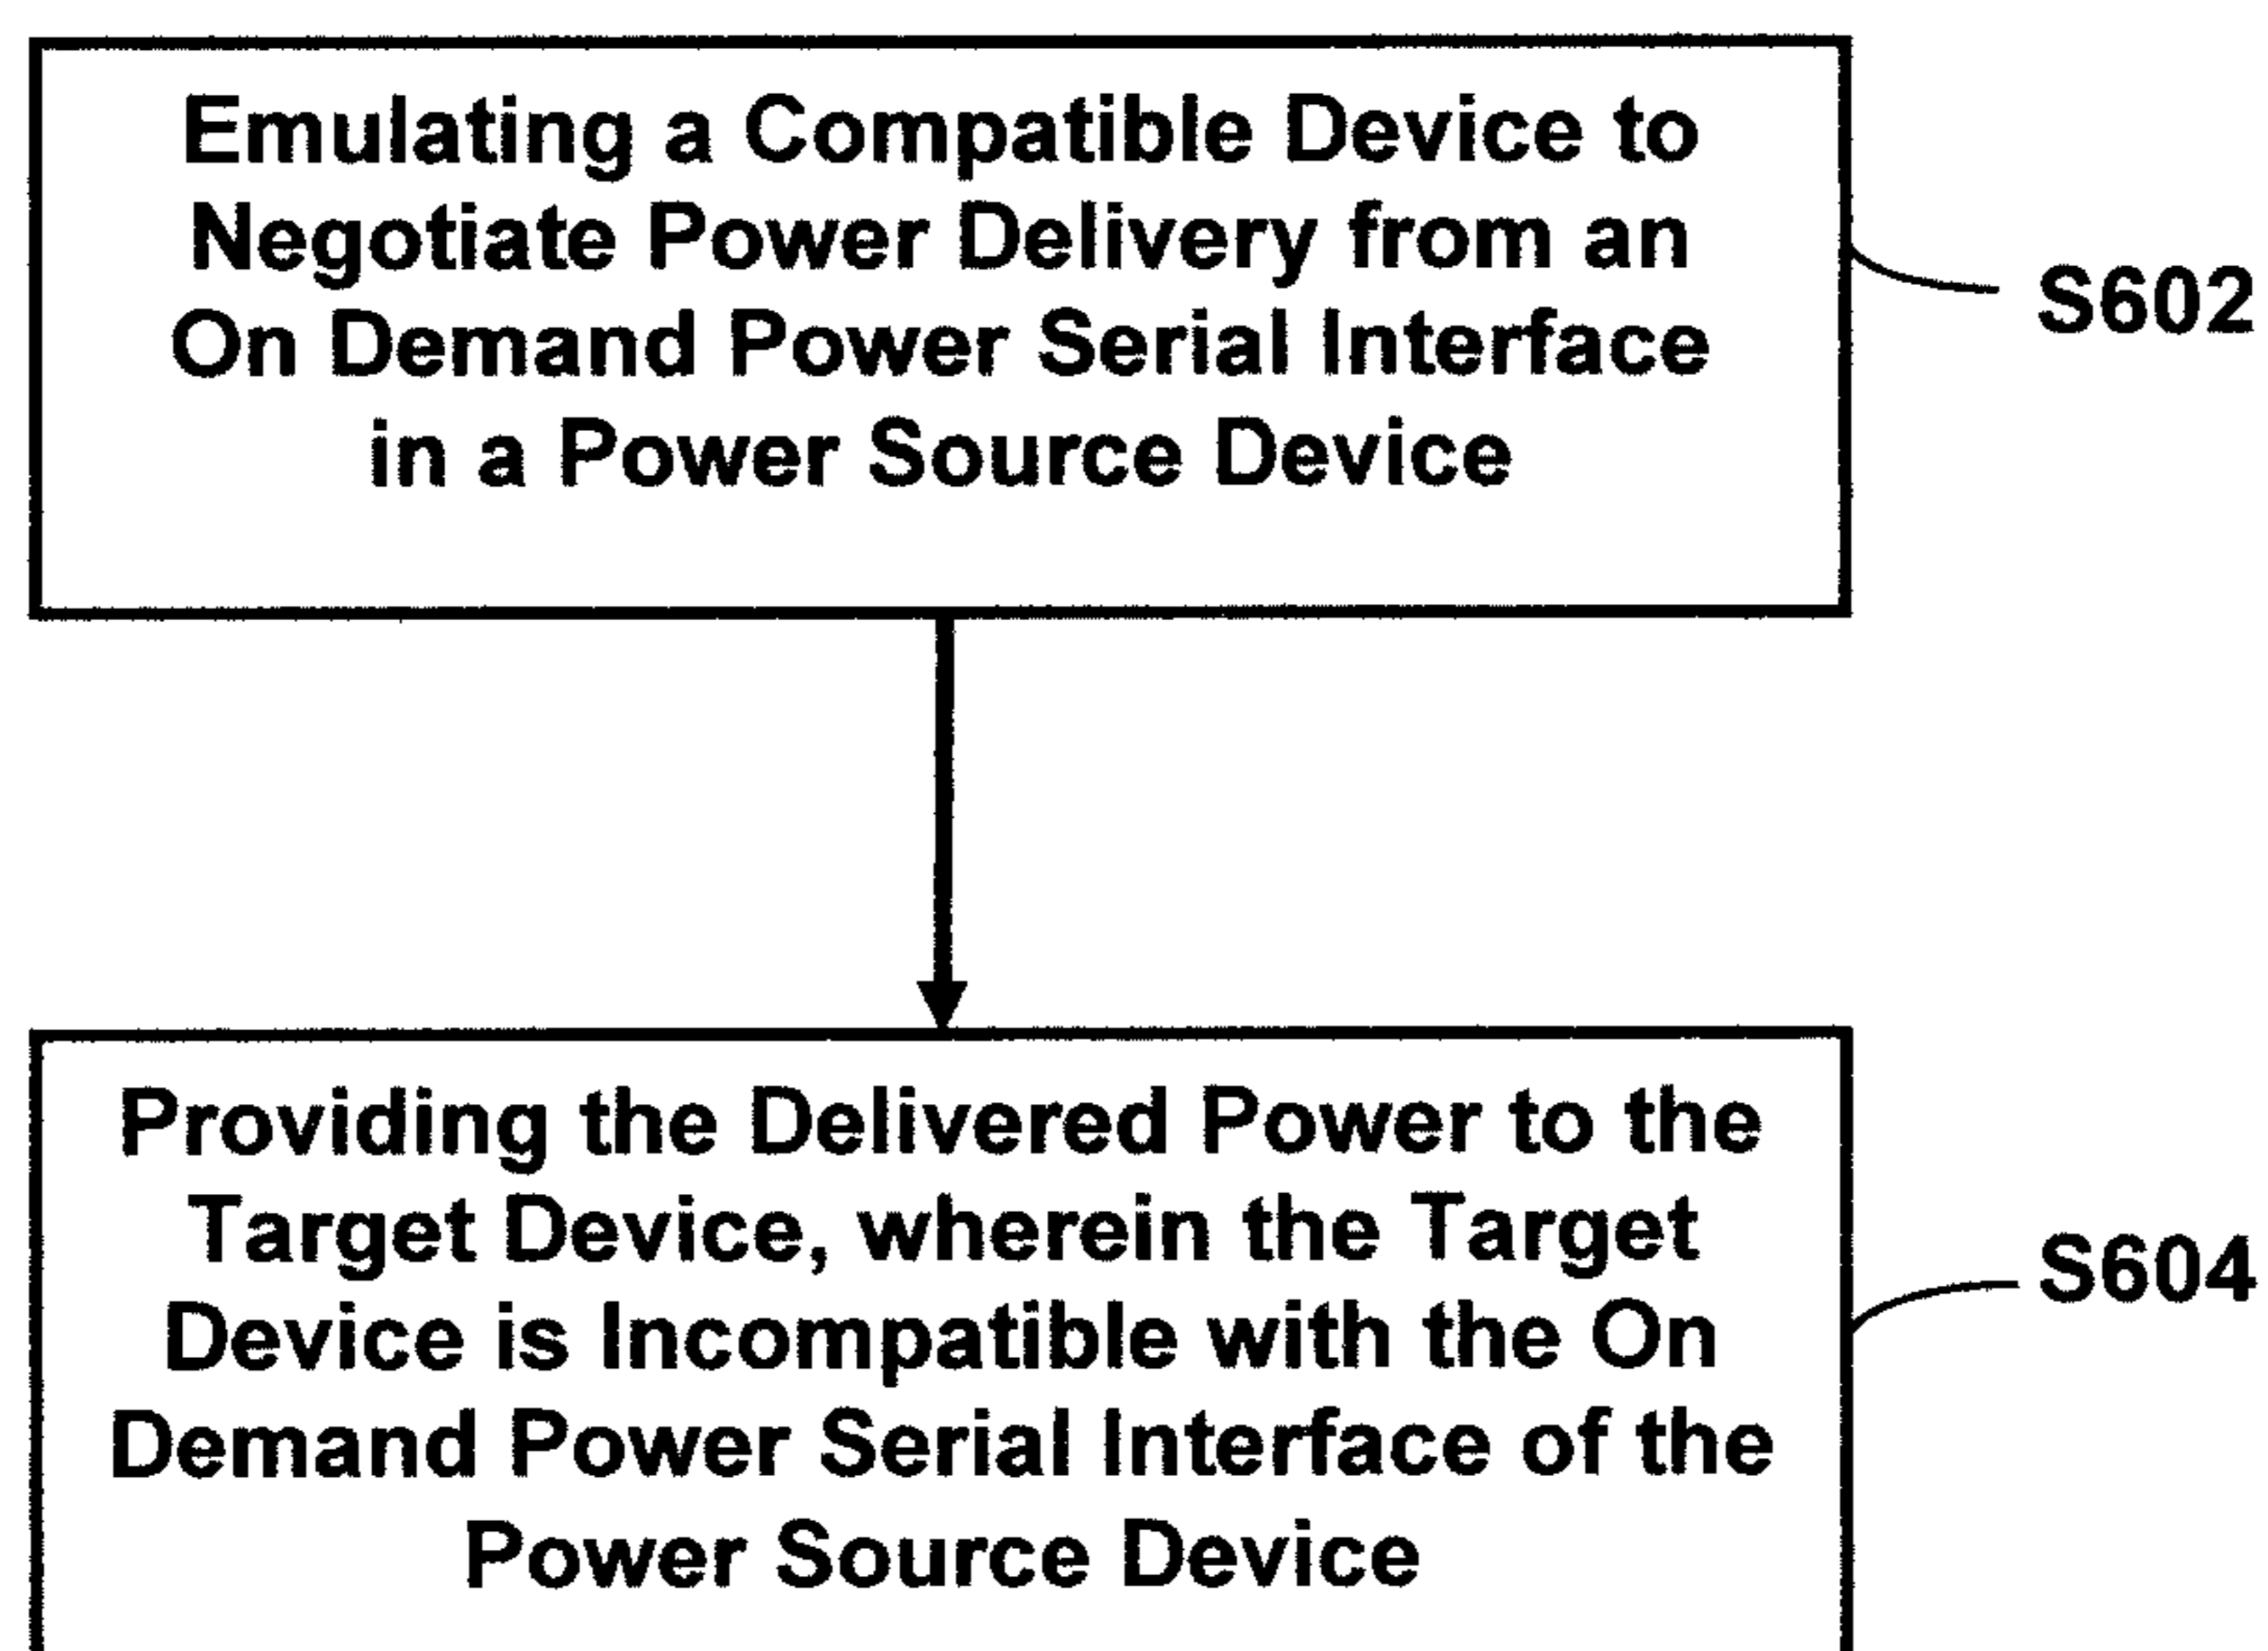 Emulating a Compatible Device to
Negotiate Power Delivery from an
On Demand Power Serial Interface
in a Power Source Device
S602
Providing the Delivered Power to the
Target Device, wherein the Target
Device is Incompatible with the On
Demand Power Serial Interface of the
Power Source Device
S604